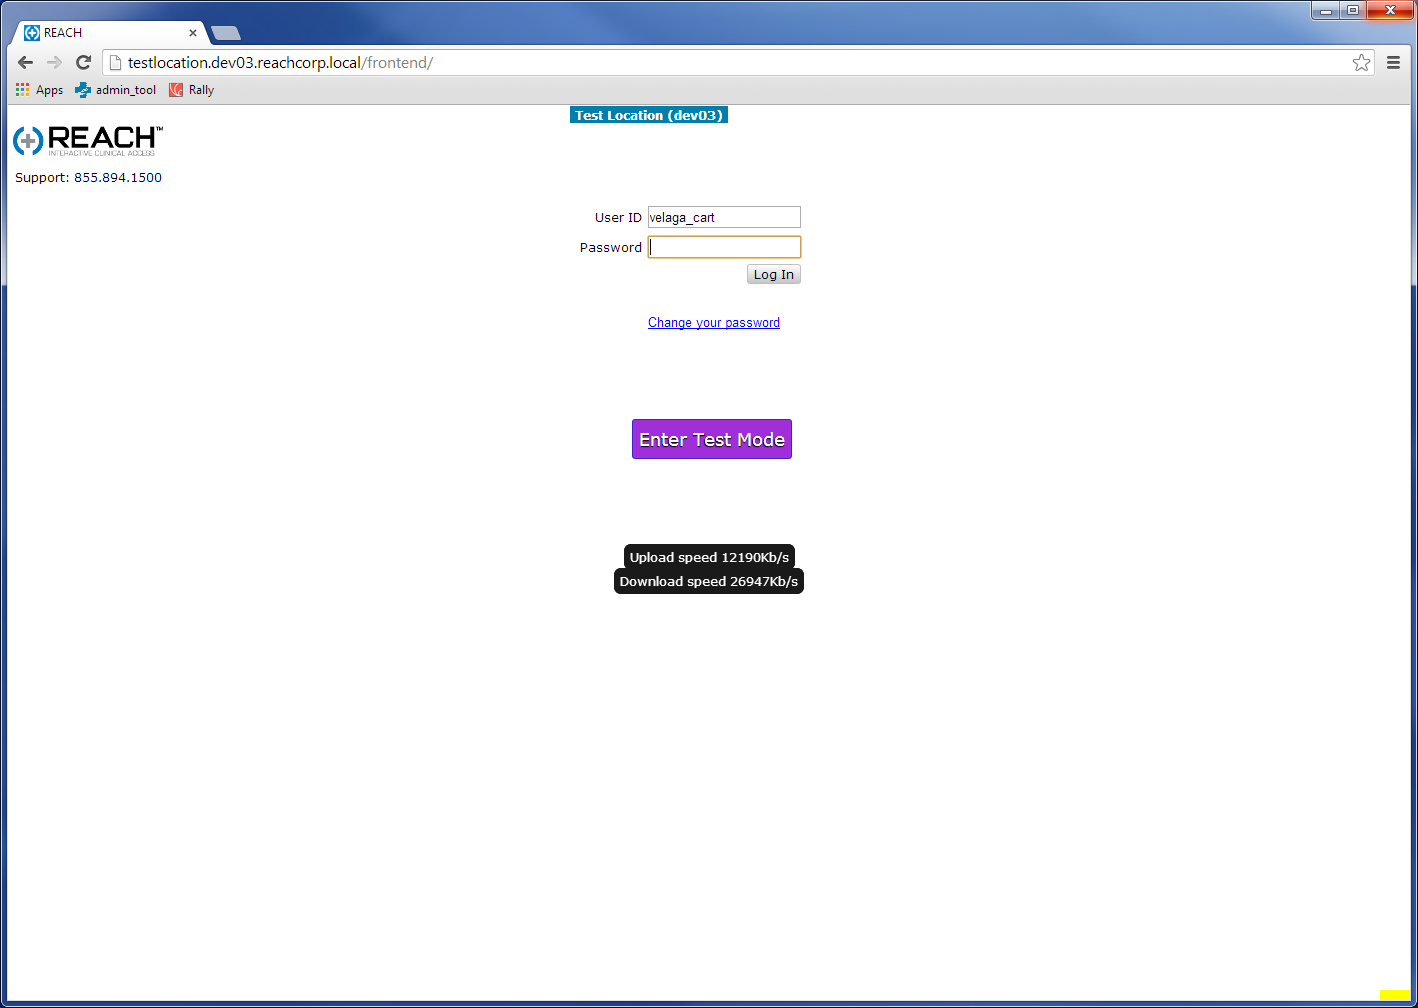 REACH
testlocation.dev03.reachcorp.local/frontend/
Apps admin_tool Rally
Test Location (dev03)
REACH™
INTERACTIVE CLINICAL ACCESS
Support: 855.894.1500
User ID velaga_cart
Password
Log In
Change your password
Enter Test Mode
Upload speed 12190Kb/s
Download speed 26947Kb/s